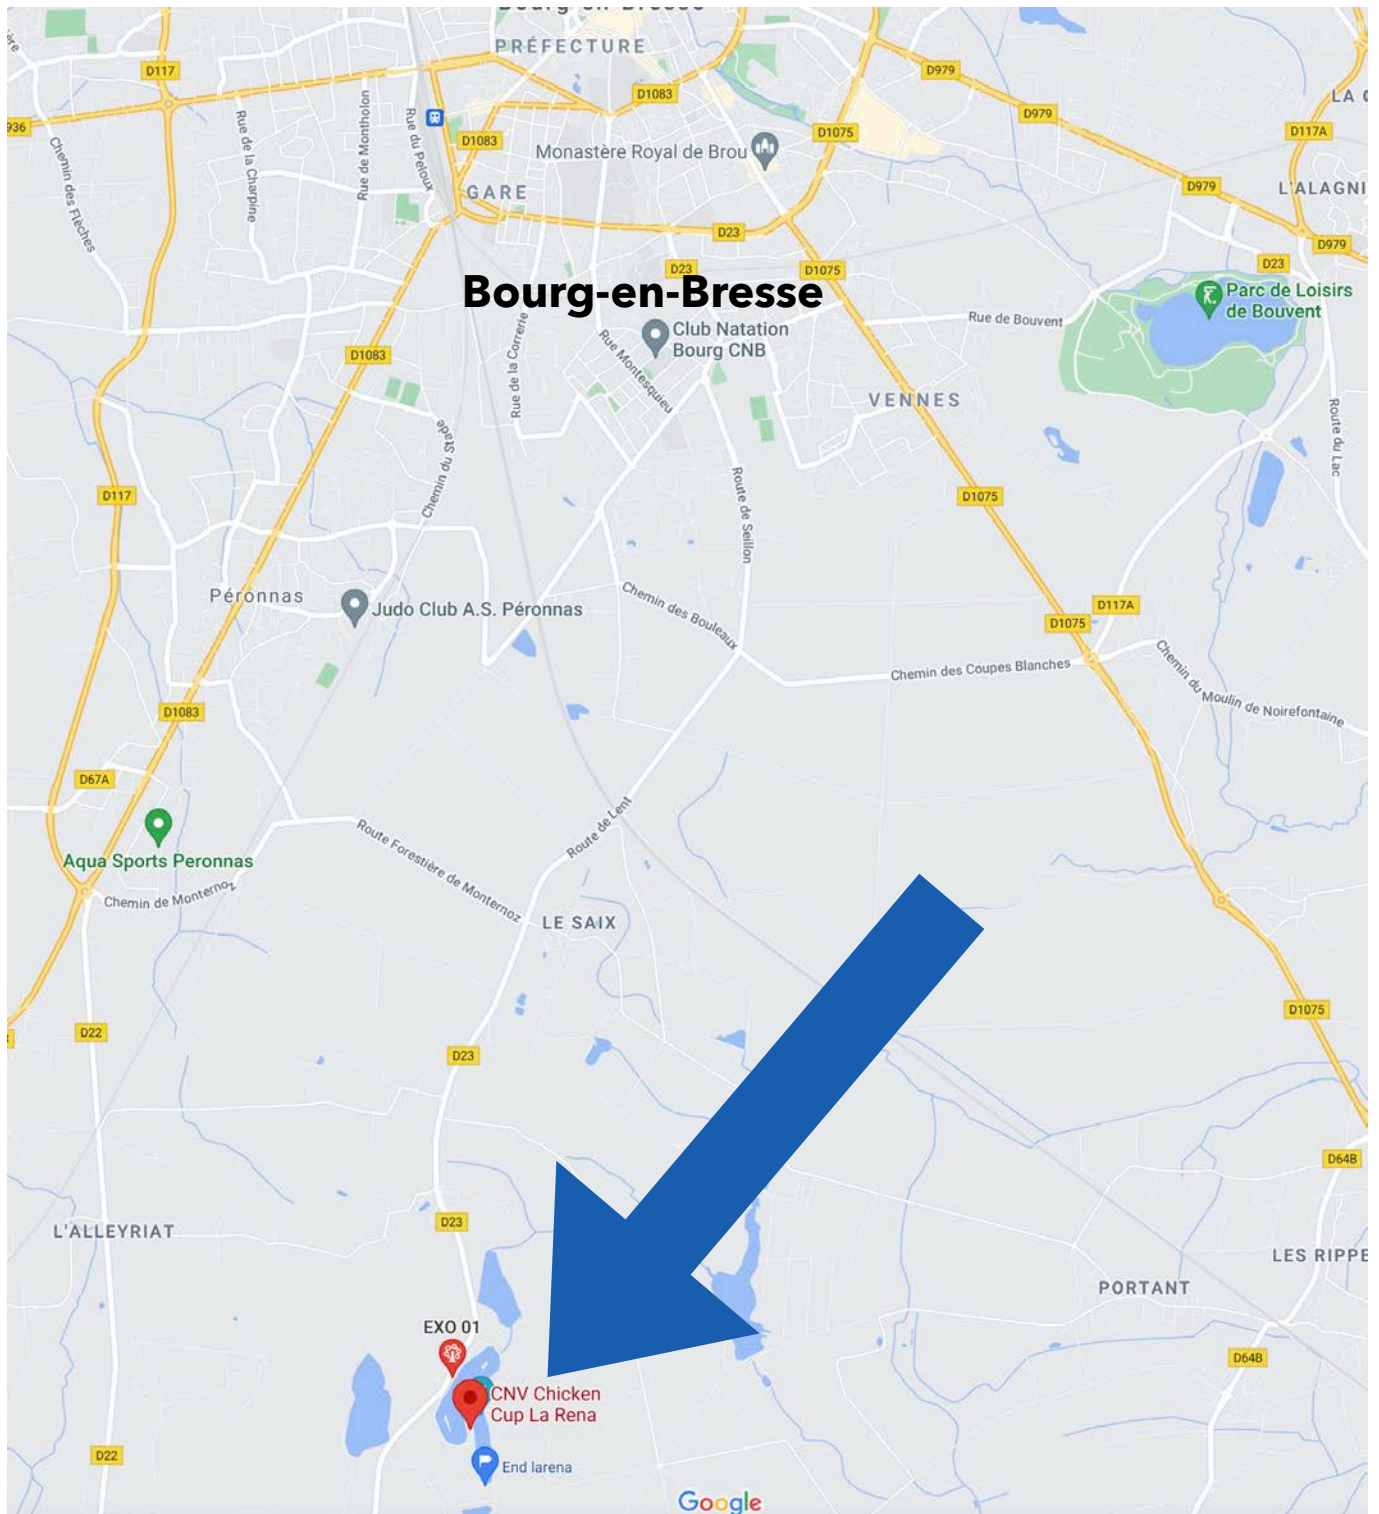 Bourg-en-Bresse
PRÉFECTURE
D117
D979
D1083
D979
LA
936
D117A
D1075
D1083
Monastère Royal de Brou
Rue de Montholon
Rue du Peloux
Rue de la Charpine
Chemin des Flèches
GARE
D979
L'ALAGNI
D23
D979
D23
D23
D1075
Bourg-en-Bresse
Parc de Loisirs
de Bouvent
Rue de Bouvent
Club Natation
Bourg CNB
D1083
Rue de la Correrie
Rue Montesquieu
VENNES
Route du Lac
Chemin du Stade
D117
D1075
Route de Seillon
Péronnas
Judo Club A.S. Péronnas
Chemin des Bouleaux
D117A
D1075
Chemin des Coupes Blanches
Chemin du Moulin de Noirefontaine
D1083
D67A
Route de Lent
Aqua Sports Peronnas
Route Forestière de Monternoz
Chemin de Monternoz
LE SAIX
D22
D23
D1075
D64B
D23
L'ALLEYRIAT
LES RIPPE
PORTANT
EXO 01
D64B
CNV Chicken
Cup La Rena
D22
End larena
Google